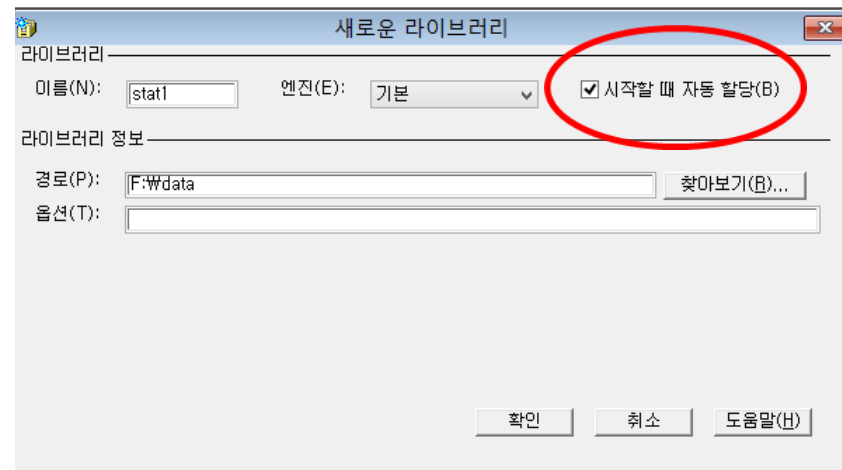 새로운 라이브러리
라이브러리
이름(N): stat1 엔진(E): 기본 시작할 때 자동 할당(B)
라이브러리 정보
경로(P): F:₩data 찾아보기(R)...
옵션(T):
확인 취소 도움말(H)